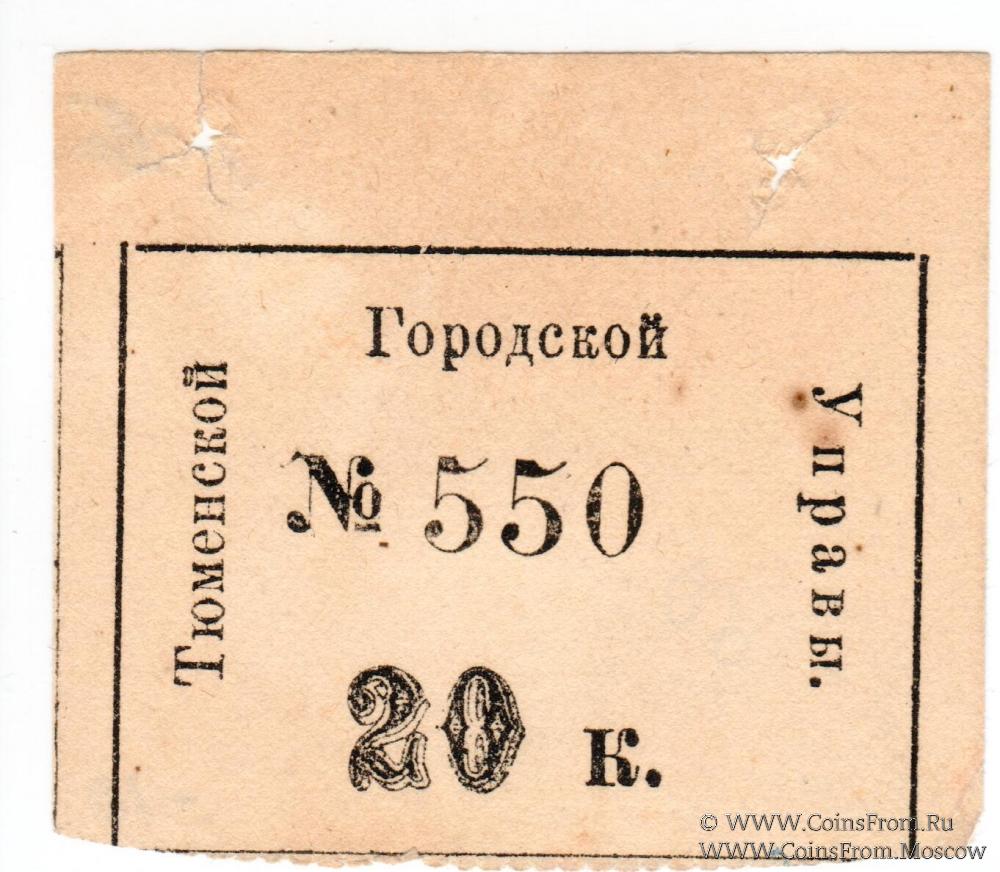 Тюменской
Городской
Управы.
№ 550
20 к.
© WWW.CoinsFrom.Ru
WWW.CoinsFrom.Moscow